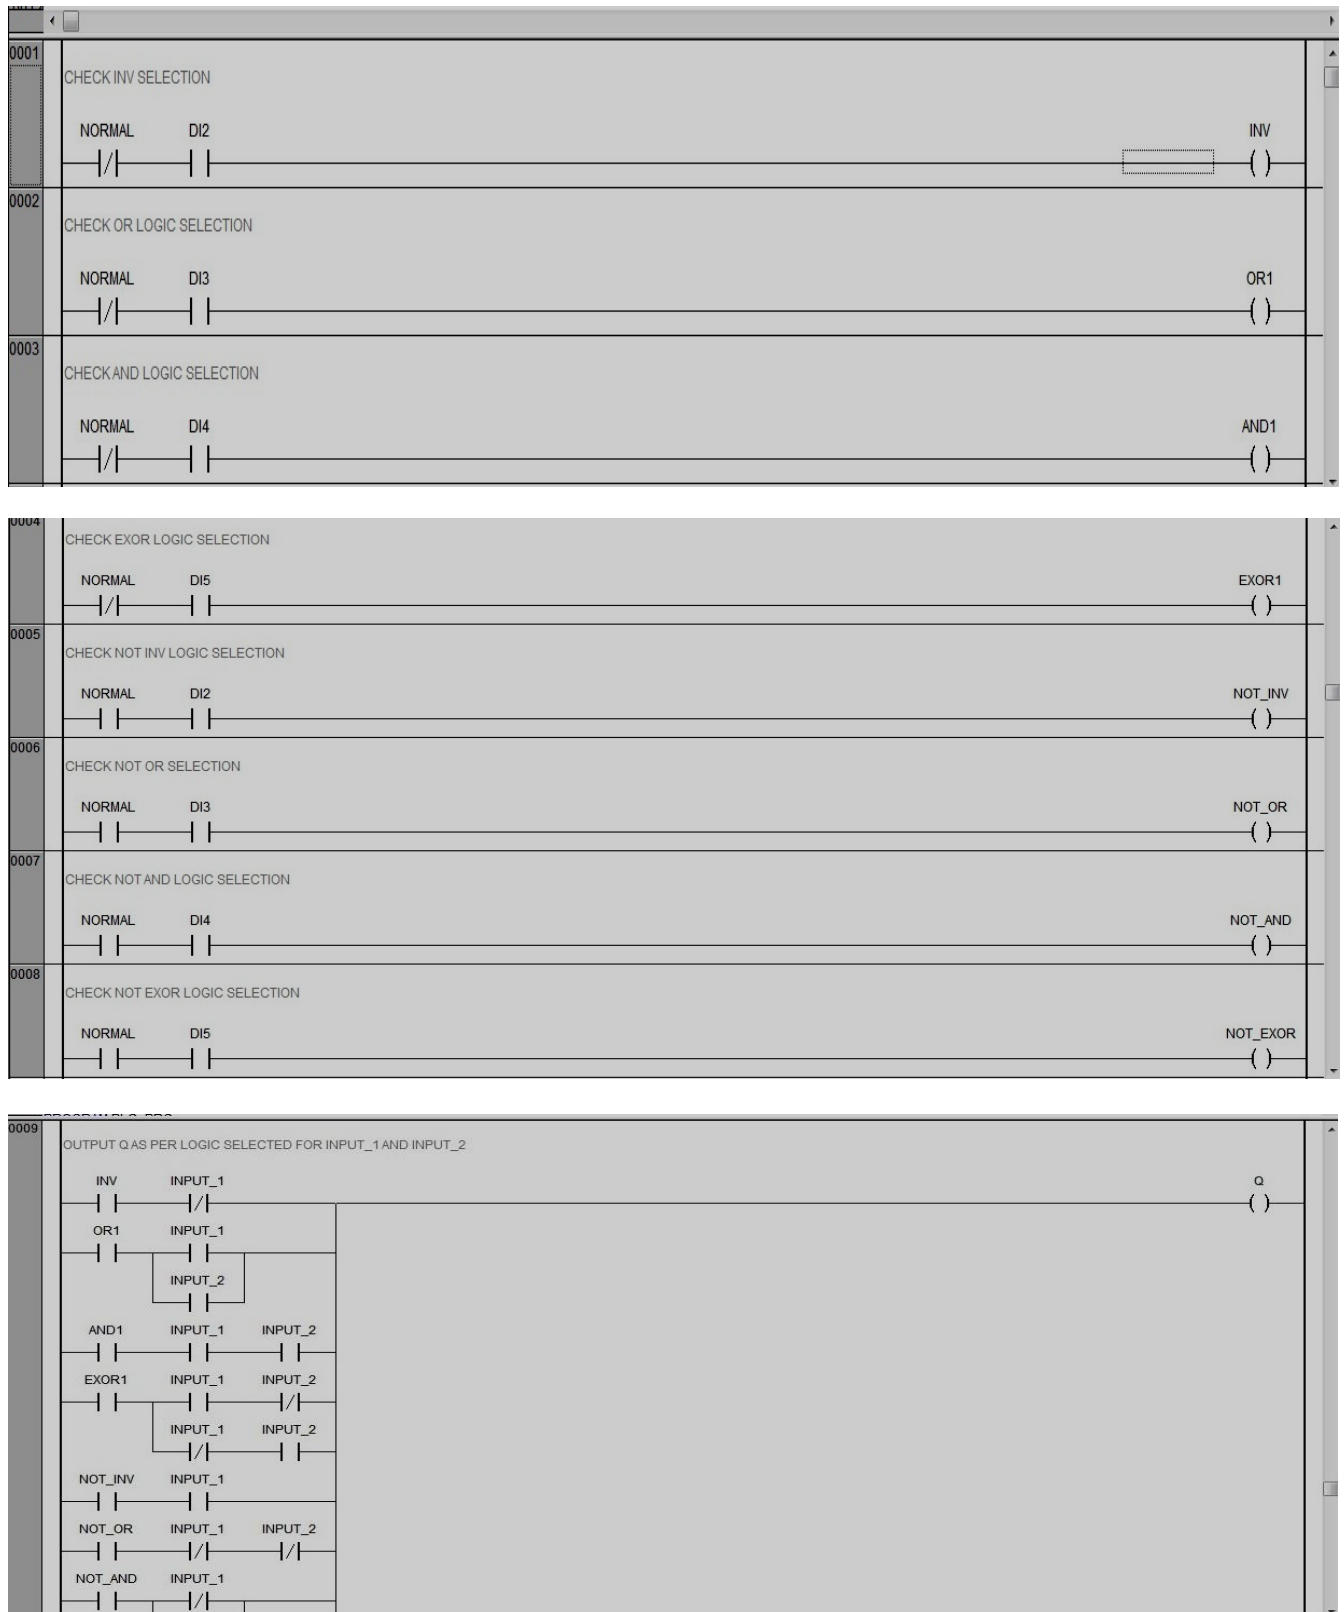 0001
CHECK INV SELECTION
NORMAL DI2 INV
0002
CHECK OR LOGIC SELECTION
NORMAL DI3 OR1
0003
CHECK AND LOGIC SELECTION
NORMAL DI4 AND1
0004
CHECK EXOR LOGIC SELECTION
NORMAL DI5 EXOR1
0005
CHECK NOT INV LOGIC SELECTION
NORMAL DI2 NOT_INV
0006
CHECK NOT OR SELECTION
NORMAL DI3 NOT_OR
0007
CHECK NOT AND LOGIC SELECTION
NORMAL DI4 NOT_AND
0008
CHECK NOT EXOR LOGIC SELECTION
NORMAL DI5 NOT_EXOR
0009
OUTPUT Q AS PER LOGIC SELECTED FOR INPUT_1 AND INPUT_2
INV INPUT_1 Q
OR1 INPUT_1
INPUT_2
AND1 INPUT_1 INPUT_2
EXOR1 INPUT_1 INPUT_2
INPUT_1 INPUT_2
NOT_INV INPUT_1
NOT_OR INPUT_1 INPUT_2
NOT_AND INPUT_1